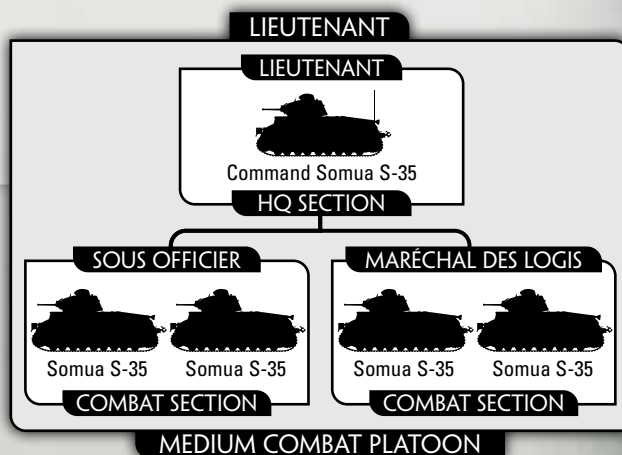 LIEUTENANT
LIEUTENANT
Command Somua S-35
HQ SECTION
SOUS OFFICIER
MARÉCHAL DES LOGIS
Somua S-35 Somua S-35
Somua S-35 Somua S-35
COMBAT SECTION
COMBAT SECTION
MEDIUM COMBAT PLATOON